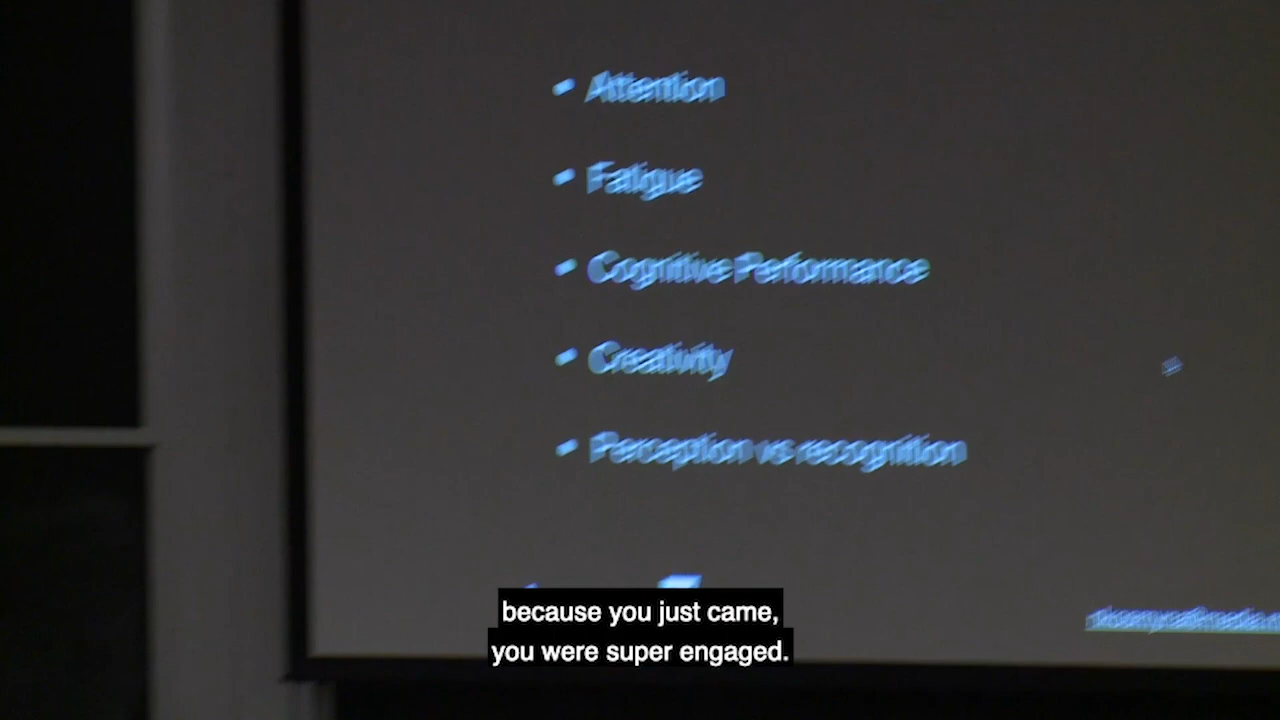 • Attention
• Fatigue
• Cognitive Performance
• Creativity
• Perception vs recognition
because you just came,
you were super engaged.